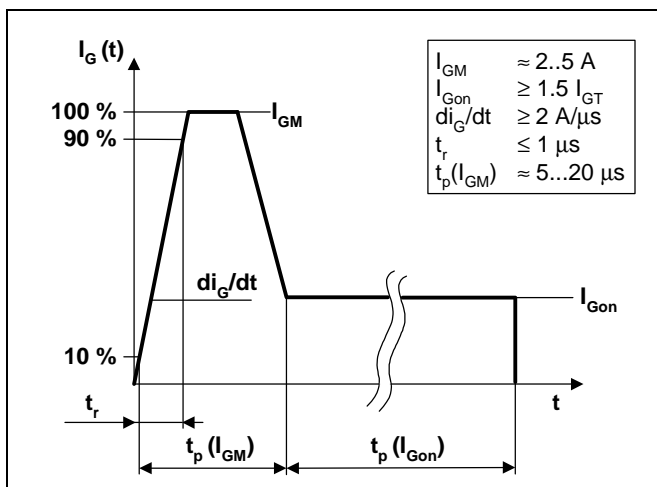 I_G (t)
100 %
90 %
I_GM
I_GM ≈ 2..5 A
I_Gon ≥ 1.5 I_GT
di_G/dt ≥ 2 A/μs
t_r ≤ 1 μs
t_p(I_GM) ≈ 5...20 μs
di_G/dt
I_Gon
10 %
t_r
t
t_p (I_GM)
t_p (I_Gon)